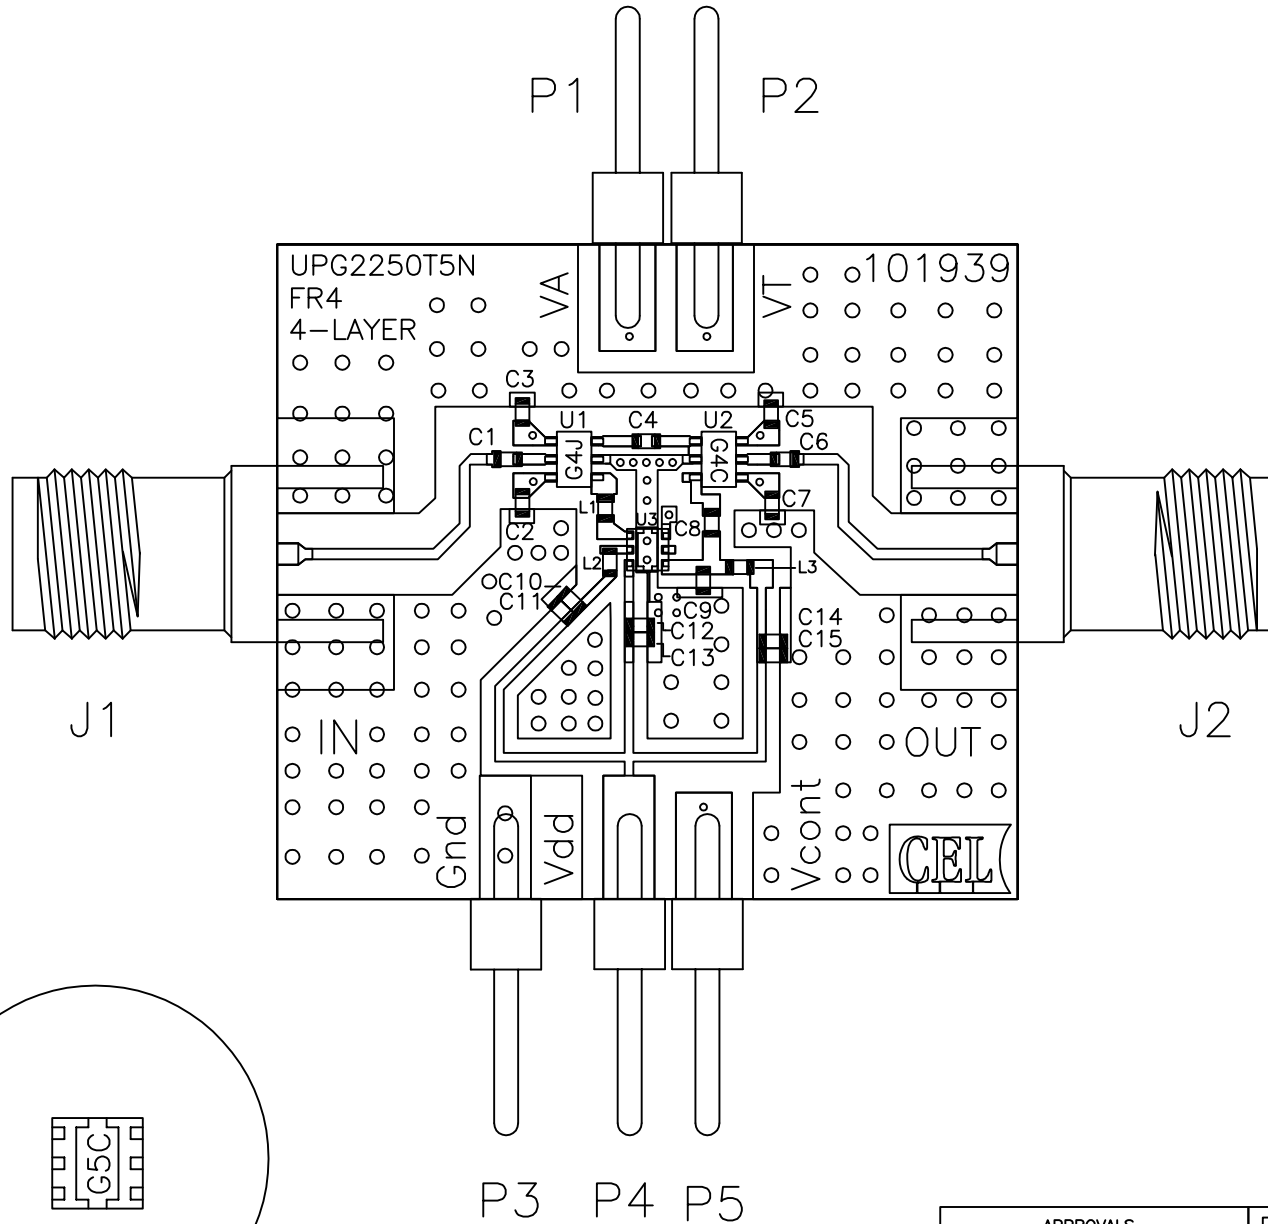 P1 P2
UPG2250T5N
FR4
4-LAYER
VA
VT
101939
C3
U1 C4 U2
C5
C1
G4J
G4C
C6
C7
C2
L1
U3
C8
L2
L3
C10
C11
C9
C12
C13
C14
C15
J1
J2
IN
OUT
Gnd
Vdd
Vcont
CEL
G5C
P3 P4 P5
APPROVALS